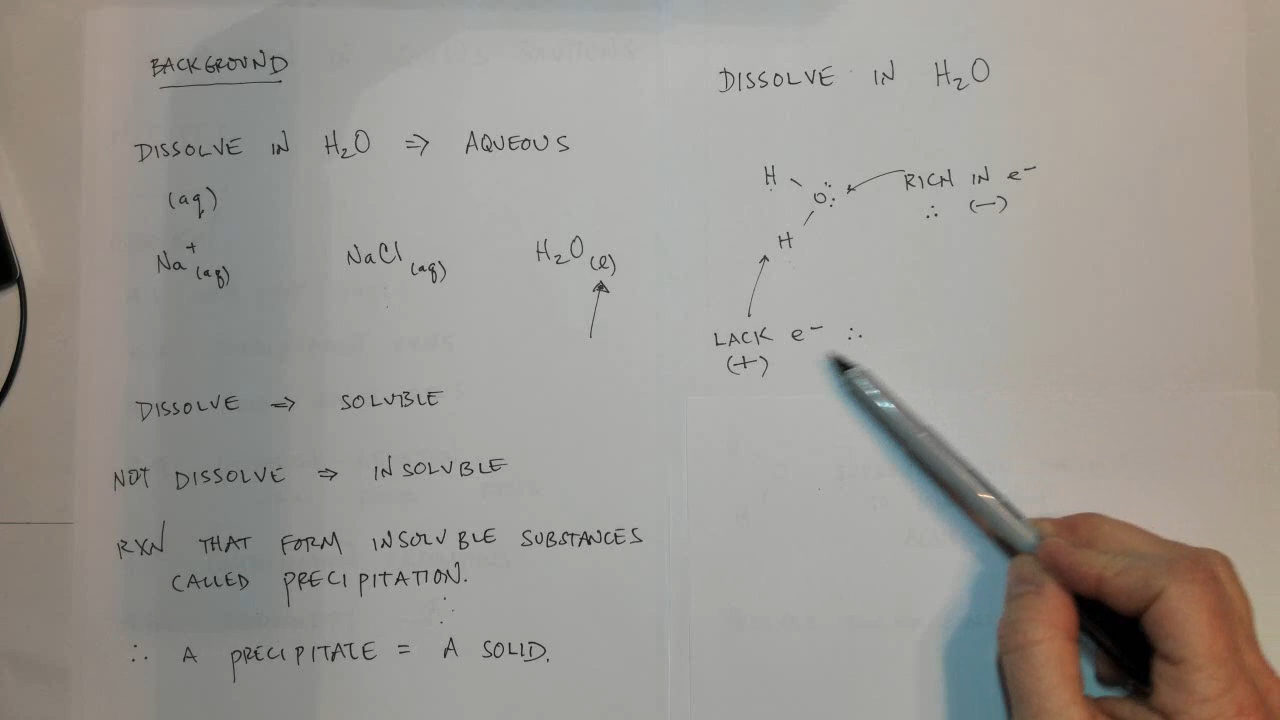 BACKGROUND
DISSOLVE IN H₂O ⇒ AQUEOUS
(aq)
Na⁺(aq) NaCl(aq) H₂O(l)
DISSOLVE ⇒ SOLUBLE
NOT DISSOLVE ⇒ INSOLUBLE
RXN THAT FORM INSOLUBLE SUBSTANCES
CALLED PRECIPITATION.
∴ A PRECIPITATE = A SOLID.
DISSOLVE IN H₂O
H O RICH IN e⁻
∴ (−)
H
LACK e⁻ ∴
(+)